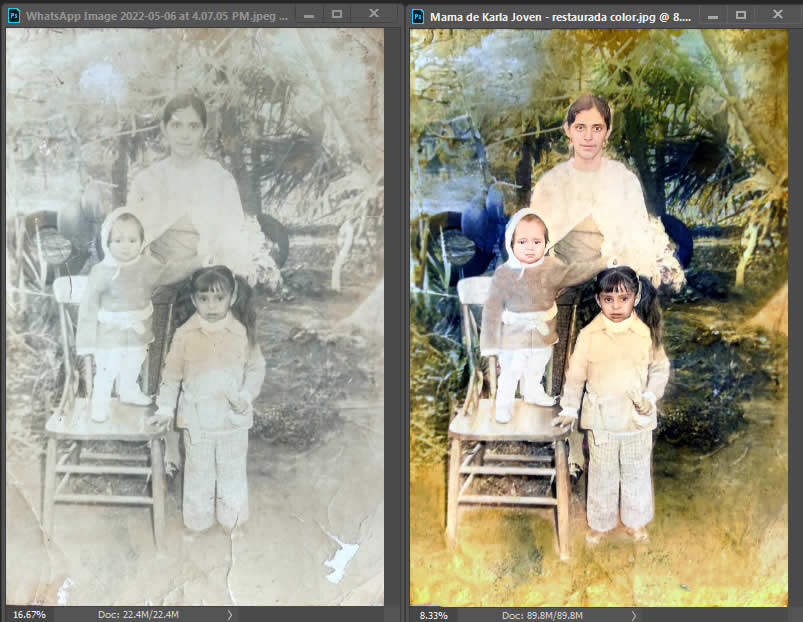 Ps WhatsApp Image 2022-05-06 at 4.07.05 PM.jpeg ...
Ps Mama de Karla Joven - restaurada color.jpg @ 8....
16.67% Doc: 22.4M/22.4M
8.33% Doc: 89.8M/89.8M